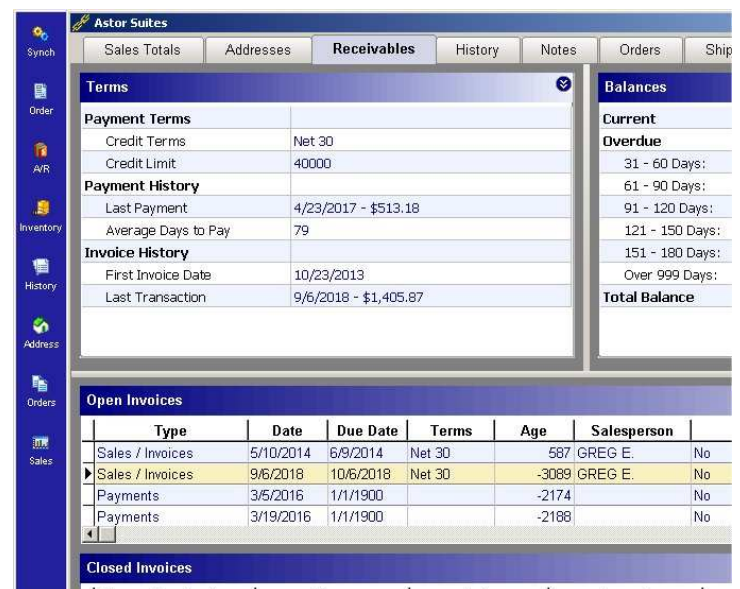 Astor Suites
Sales Totals Addresses Receivables History Notes Orders Ship
Synch
Order
A/R
Inventory
History
Address
Orders
Sales
Terms
Payment Terms
Credit Terms Net 30
Credit Limit 40000
Payment History
Last Payment 4/23/2017 - $513.18
Average Days to Pay 79
Invoice History
First Invoice Date 10/23/2013
Last Transaction 9/6/2018 - $1,405.87
Balances
Current
Overdue
31 - 60 Days:
61 - 90 Days:
91 - 120 Days:
121 - 150 Days:
151 - 180 Days:
Over 999 Days:
Total Balance
Open Invoices
Type Date Due Date Terms Age Salesperson
Sales / Invoices 5/10/2014 6/9/2014 Net 30 587 GREG E. No
Sales / Invoices 9/6/2018 10/6/2018 Net 30 -3089 GREG E. No
Payments 3/5/2016 1/1/1900 -2174 No
Payments 3/19/2016 1/1/1900 -2188 No
Closed Invoices